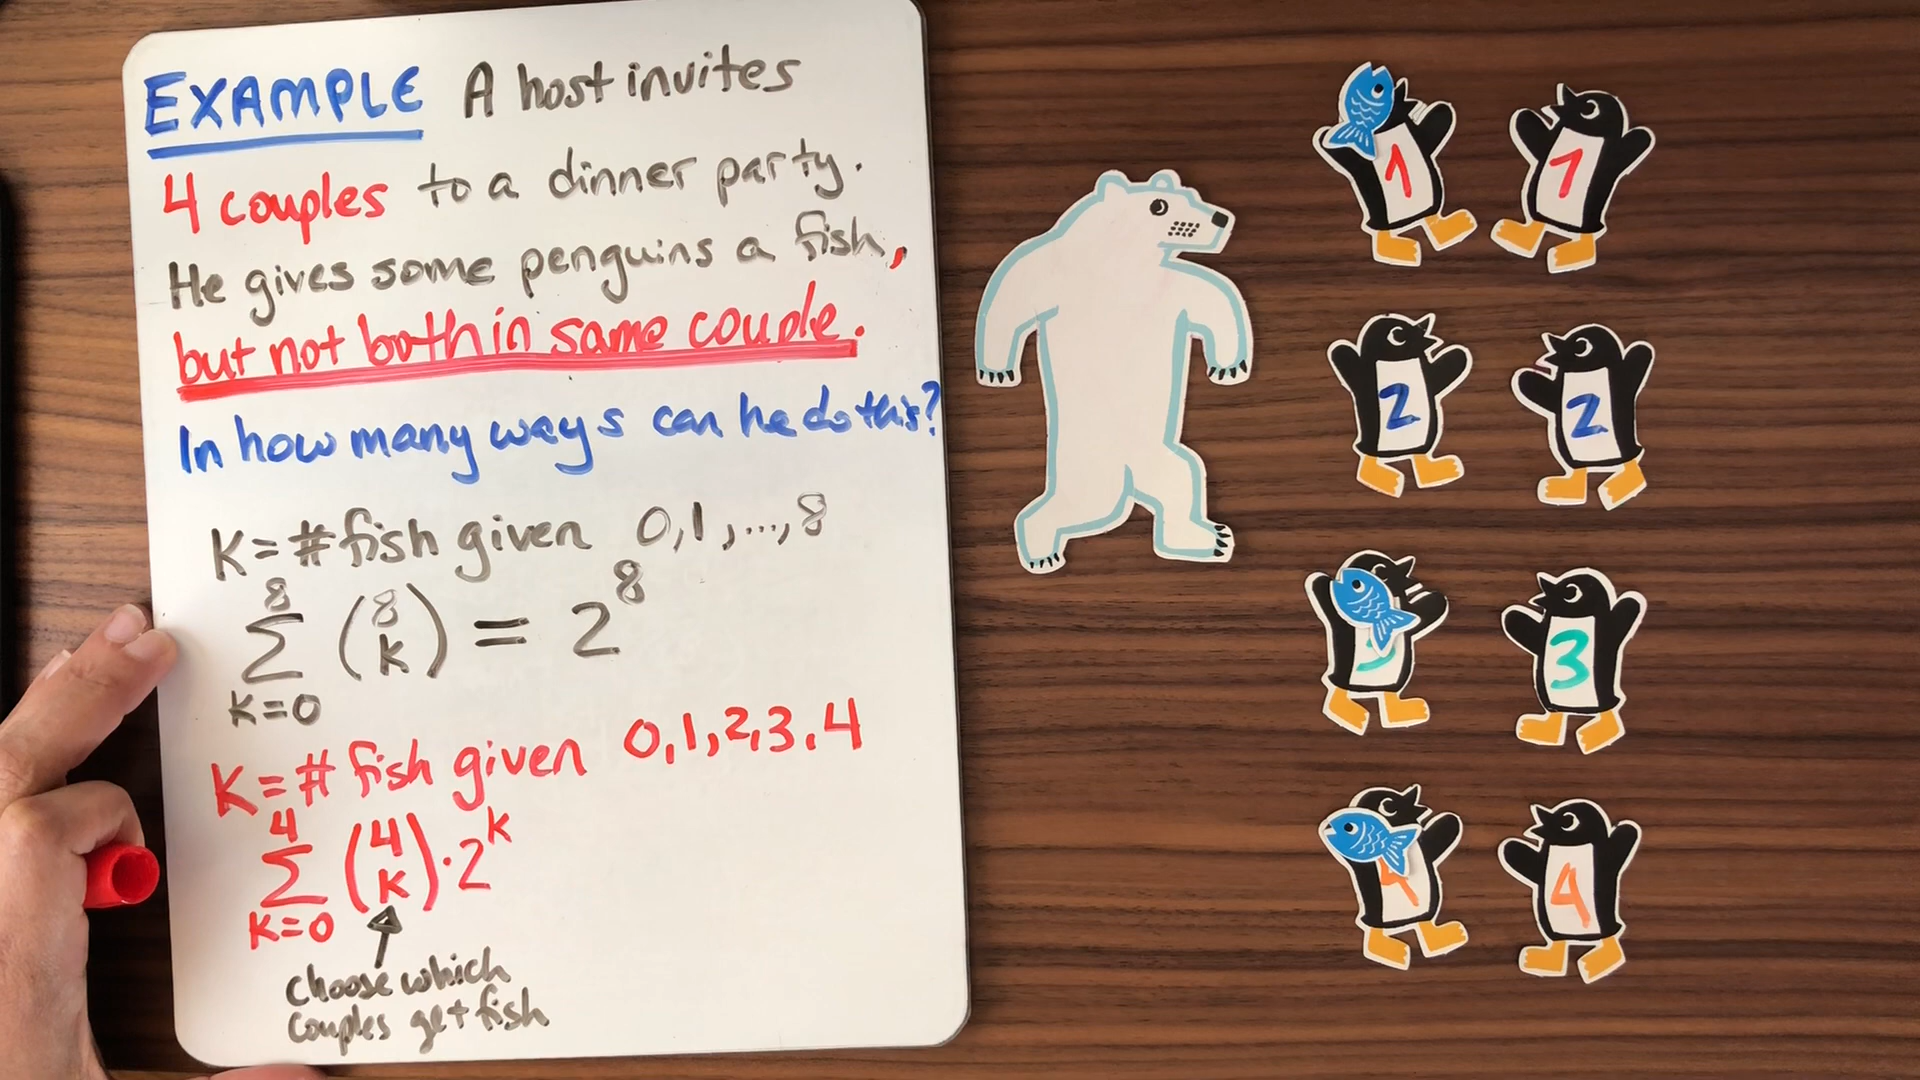 EXAMPLE A host invites
4 couples to a dinner party.
He gives some penguins a fish,
but not both in same couple.
In how many ways can he do this?
K=# fish given 0,1,...,8
8
∑ (8 k) = 2^8
K=0
K=# fish given 0,1,2,3,4
4
∑ (4 k)·2^k
K=0
Choose which
couples get fish
1 1
2 2
3 3
4 4